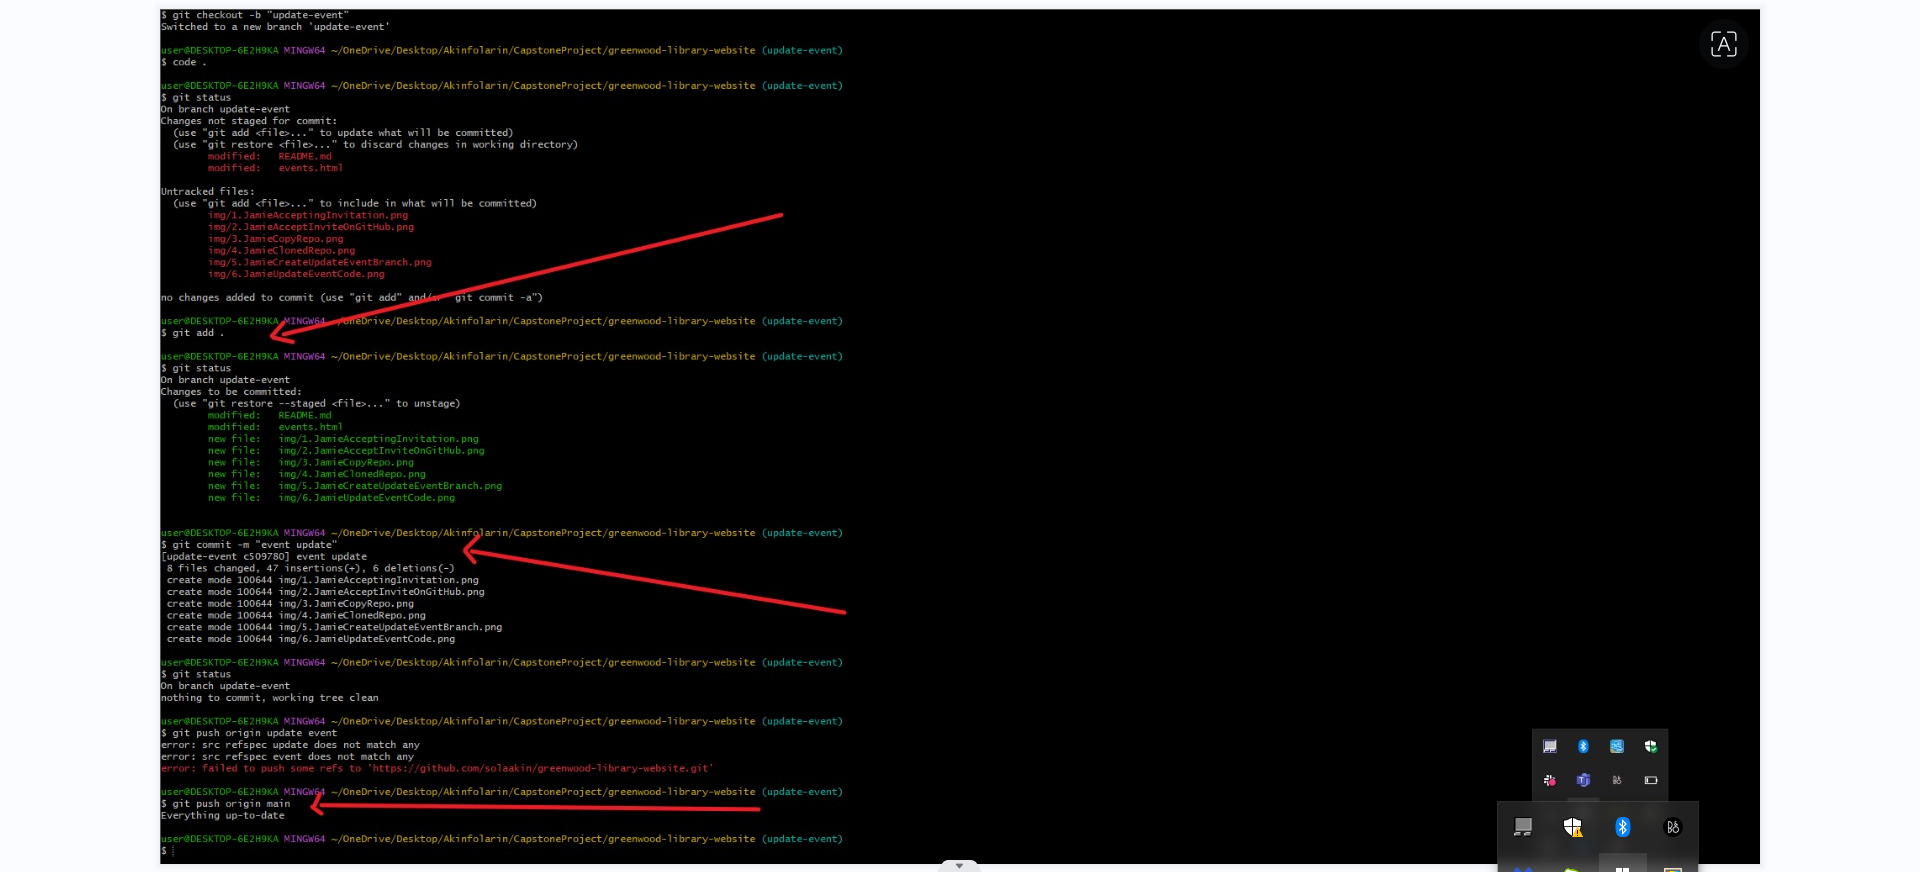 $ git checkout -b "update-event"
Switched to a new branch 'update-event'
user@DESKTOP-6E2H9KA MINGW64 ~/OneDrive/Desktop/Akinfolarin/CapstoneProject/greenwood-library-website (update-event)
$ code .
user@DESKTOP-6E2H9KA MINGW64 ~/OneDrive/Desktop/Akinfolarin/CapstoneProject/greenwood-library-website (update-event)
$ git status
On branch update-event
Changes not staged for commit:
(use "git add <file>..." to update what will be committed)
(use "git restore <file>..." to discard changes in working directory)
modified: README.md
modified: events.html
Untracked files:
(use "git add <file>..." to include in what will be committed)
img/1.JamieAcceptingInvitation.png
img/2.JamieAcceptInviteOnGitHub.png
img/3.JamieCopyRepo.png
img/4.JamieClonedRepo.png
img/5.JamieCreateUpdateEventBranch.png
img/6.JamieUpdateEventCode.png
no changes added to commit (use "git add" and/or "git commit -a")
user@DESKTOP-6E2H9KA MINGW64 ~/OneDrive/Desktop/Akinfolarin/CapstoneProject/greenwood-library-website (update-event)
$ git add .
user@DESKTOP-6E2H9KA MINGW64 ~/OneDrive/Desktop/Akinfolarin/CapstoneProject/greenwood-library-website (update-event)
$ git status
On branch update-event
Changes to be committed:
(use "git restore --staged <file>..." to unstage)
modified: README.md
modified: events.html
new file: img/1.JamieAcceptingInvitation.png
new file: img/2.JamieAcceptInviteOnGitHub.png
new file: img/3.JamieCopyRepo.png
new file: img/4.JamieClonedRepo.png
new file: img/5.JamieCreateUpdateEventBranch.png
new file: img/6.JamieUpdateEventCode.png
user@DESKTOP-6E2H9KA MINGW64 ~/OneDrive/Desktop/Akinfolarin/CapstoneProject/greenwood-library-website (update-event)
$ git commit -m "event update"
[update-event c509780] event update
8 files changed, 47 insertions(+), 6 deletions(-)
create mode 100644 img/1.JamieAcceptingInvitation.png
create mode 100644 img/2.JamieAcceptInviteOnGitHub.png
create mode 100644 img/3.JamieCopyRepo.png
create mode 100644 img/4.JamieClonedRepo.png
create mode 100644 img/5.JamieCreateUpdateEventBranch.png
create mode 100644 img/6.JamieUpdateEventCode.png
user@DESKTOP-6E2H9KA MINGW64 ~/OneDrive/Desktop/Akinfolarin/CapstoneProject/greenwood-library-website (update-event)
$ git status
On branch update-event
nothing to commit, working tree clean
user@DESKTOP-6E2H9KA MINGW64 ~/OneDrive/Desktop/Akinfolarin/CapstoneProject/greenwood-library-website (update-event)
$ git push origin update event
error: src refspec update does not match any
error: src refspec event does not match any
error: failed to push some refs to 'https://github.com/solaakin/greenwood-library-website.git'
user@DESKTOP-6E2H9KA MINGW64 ~/OneDrive/Desktop/Akinfolarin/CapstoneProject/greenwood-library-website (update-event)
$ git push origin main
Everything up-to-date
user@DESKTOP-6E2H9KA MINGW64 ~/OneDrive/Desktop/Akinfolarin/CapstoneProject/greenwood-library-website (update-event)
$
A